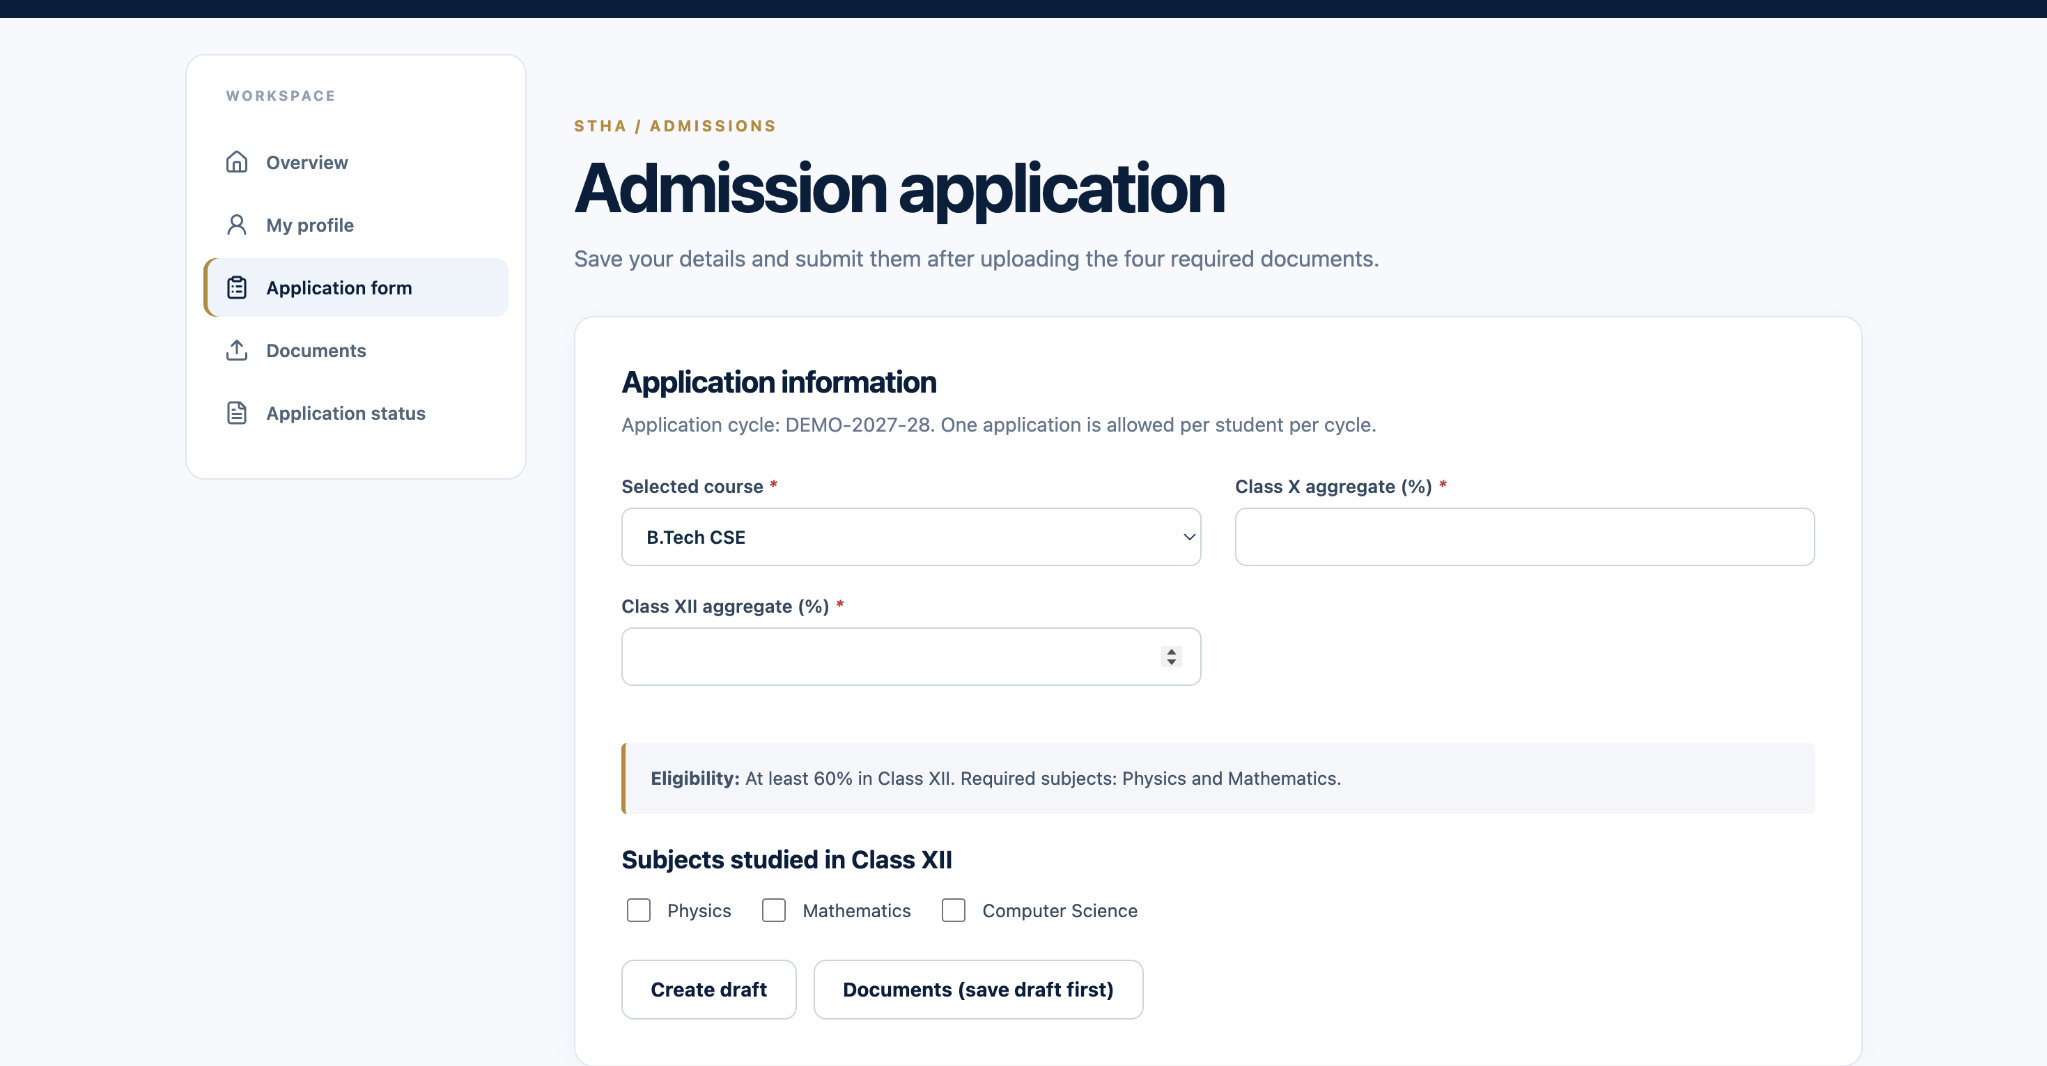 WORKSPACE
Overview
My profile
Application form
Documents
Application status
STHA / ADMISSIONS
Admission application
Save your details and submit them after uploading the four required documents.
Application information
Application cycle: DEMO-2027-28. One application is allowed per student per cycle.
Selected course *
B.Tech CSE
Class X aggregate (%) *
Class XII aggregate (%) *
Eligibility: At least 60% in Class XII. Required subjects: Physics and Mathematics.
Subjects studied in Class XII
Physics Mathematics Computer Science
Create draft Documents (save draft first)